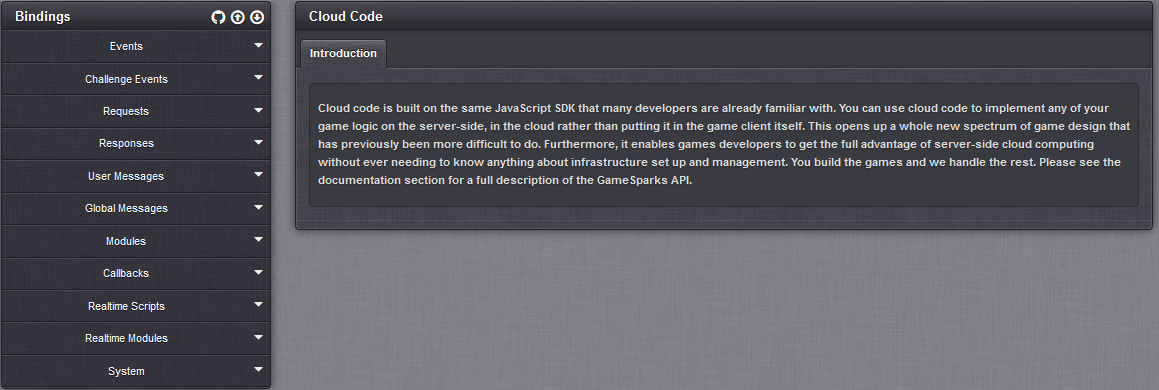 Bindings
Events
Challenge Events
Requests
Responses
User Messages
Global Messages
Modules
Callbacks
Realtime Scripts
Realtime Modules
System
Cloud Code
Introduction
Cloud code is built on the same JavaScript SDK that many developers are already familiar with. You can use cloud code to implement any of your
game logic on the server-side, in the cloud rather than putting it in the game client itself. This opens up a whole new spectrum of game design that
has previously been more difficult to do. Furthermore, it enables games developers to get the full advantage of server-side cloud computing
without ever needing to know anything about infrastructure set up and management. You build the games and we handle the rest. Please see the
documentation section for a full description of the GameSparks API.